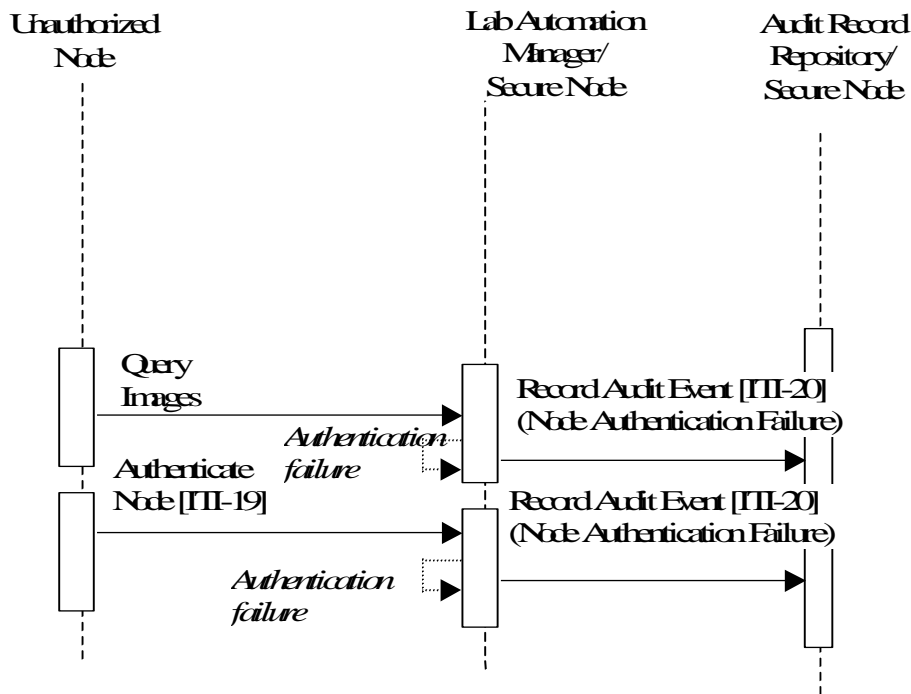 Unauthorized
Node
Lab Automation
Manager/
Secure Node
Audit Record
Repository/
Secure Node
Query
Images
Record Audit Event [ITI-20]
(Node Authentication Failure)
Authentication
failure
Authenticate
Node [ITI-19]
Record Audit Event [ITI-20]
(Node Authentication Failure)
Authentication
failure